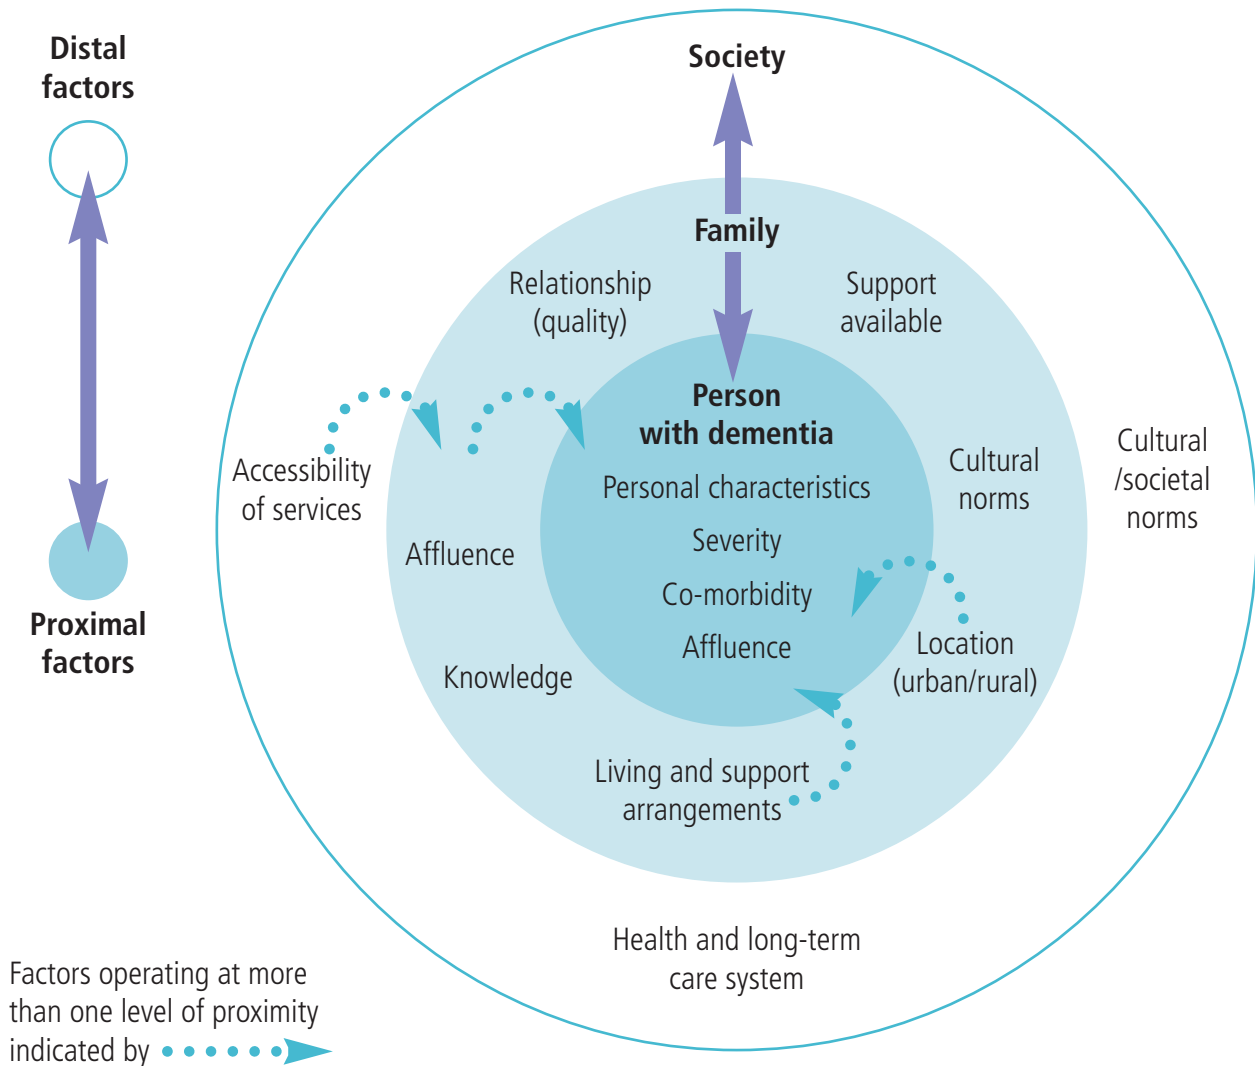 Distal
factors
Proximal
factors
Society
Family
Relationship
(quality)
Support
available
Person
with dementia
Personal characteristics
Severity
Co-morbidity
Affluence
Accessibility
of services
Affluence
Knowledge
Cultural
norms
Cultural
/societal
norms
Location
(urban/rural)
Living and support
arrangements
Health and long-term
care system
Factors operating at more
than one level of proximity
indicated by